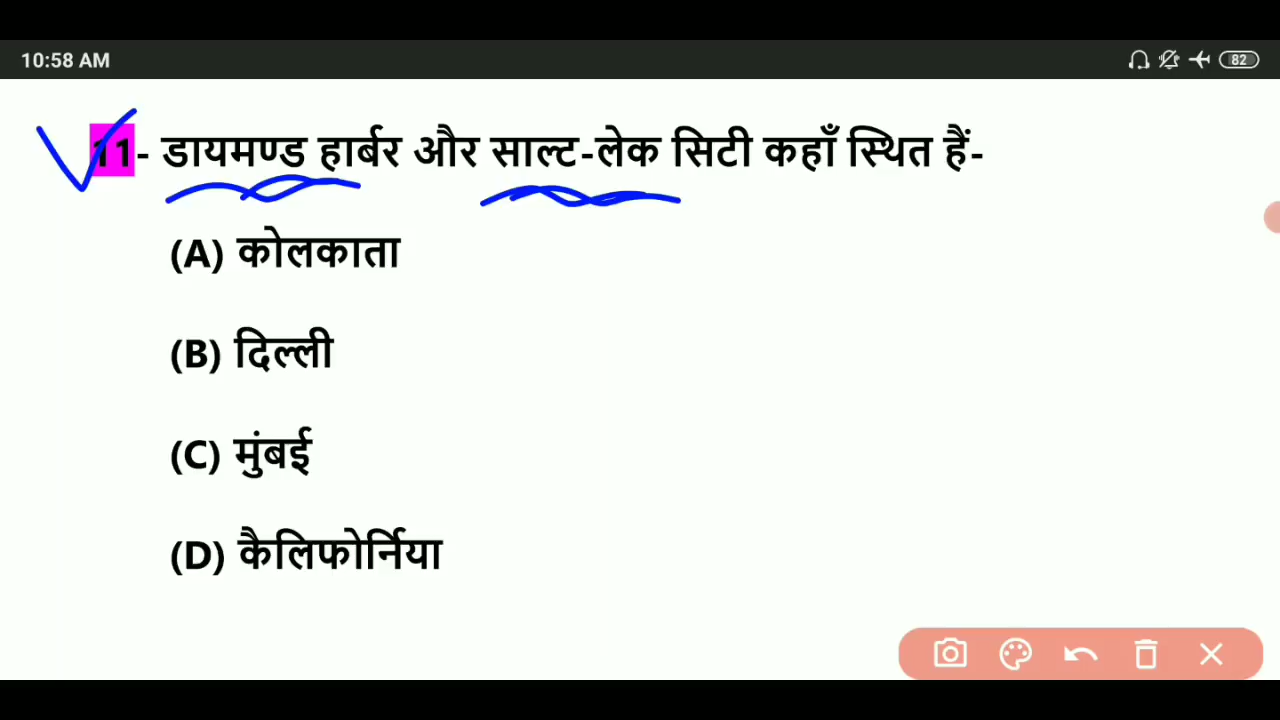 10:58 AM
82
11- डायमण्ड हार्बर और साल्ट-लेक सिटी कहाँ स्थित हैं-
(A) कोलकाता
(B) दिल्ली
(C) मुंबई
(D) कैलिफोर्निया